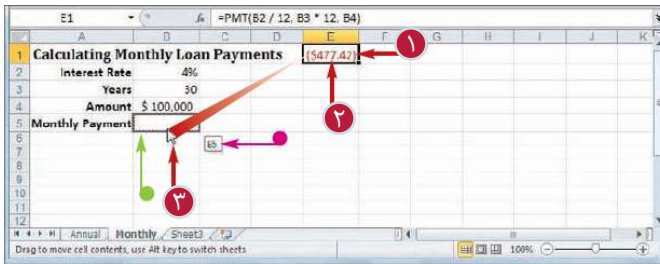 E1 fx =PMT(B2 / 12, B3 * 12, B4)
A B C D E F G H I J K
1 Calculating Monthly Loan Payments ($477.42) ١
2 Interest Rate 4%
3 Years 30 ٢
4 Amount $ 100,000
5 Monthly Payment
6 B5
7
8 ٣
9
10
11
12
Annual Monthly Sheet3
Drag to move cell contents, use Alt key to switch sheets 100%